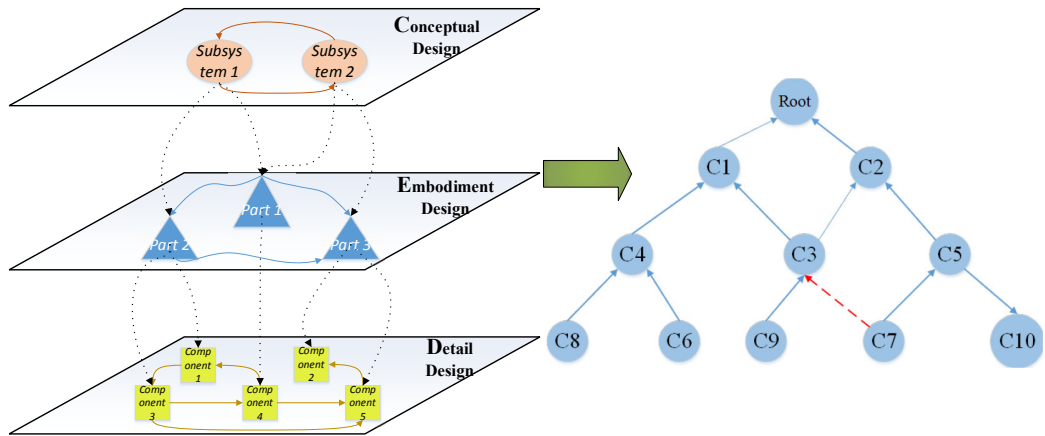 Conceptual
Design
Subsys
tem 1
Subsys
tem 2
Embodiment
Design
Part 1
Part 2
Part 3
Detail
Design
Comp
onent
1
Comp
onent
2
Comp
onent
3
Comp
onent
4
Comp
onent
5
Root
C1
C2
C4
C3
C5
C8
C6
C9
C7
C10